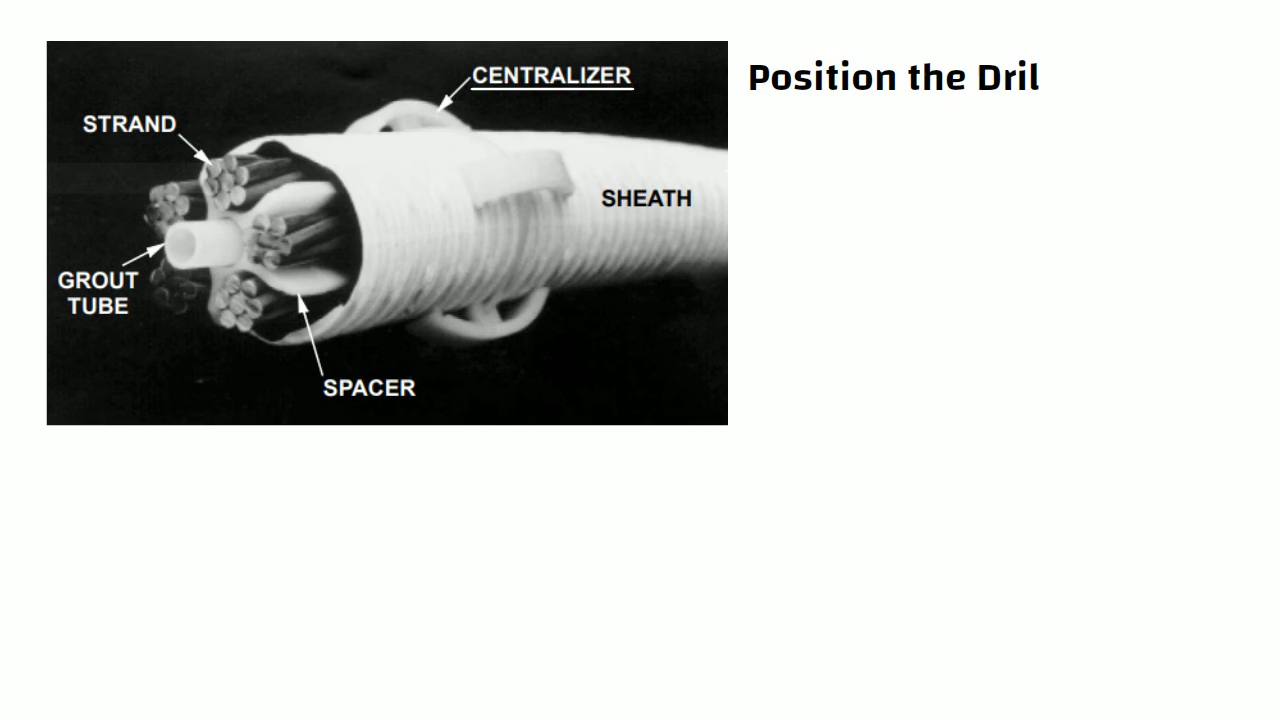 CENTRALIZER
STRAND
SHEATH
GROUT
TUBE
SPACER
Position the Dril